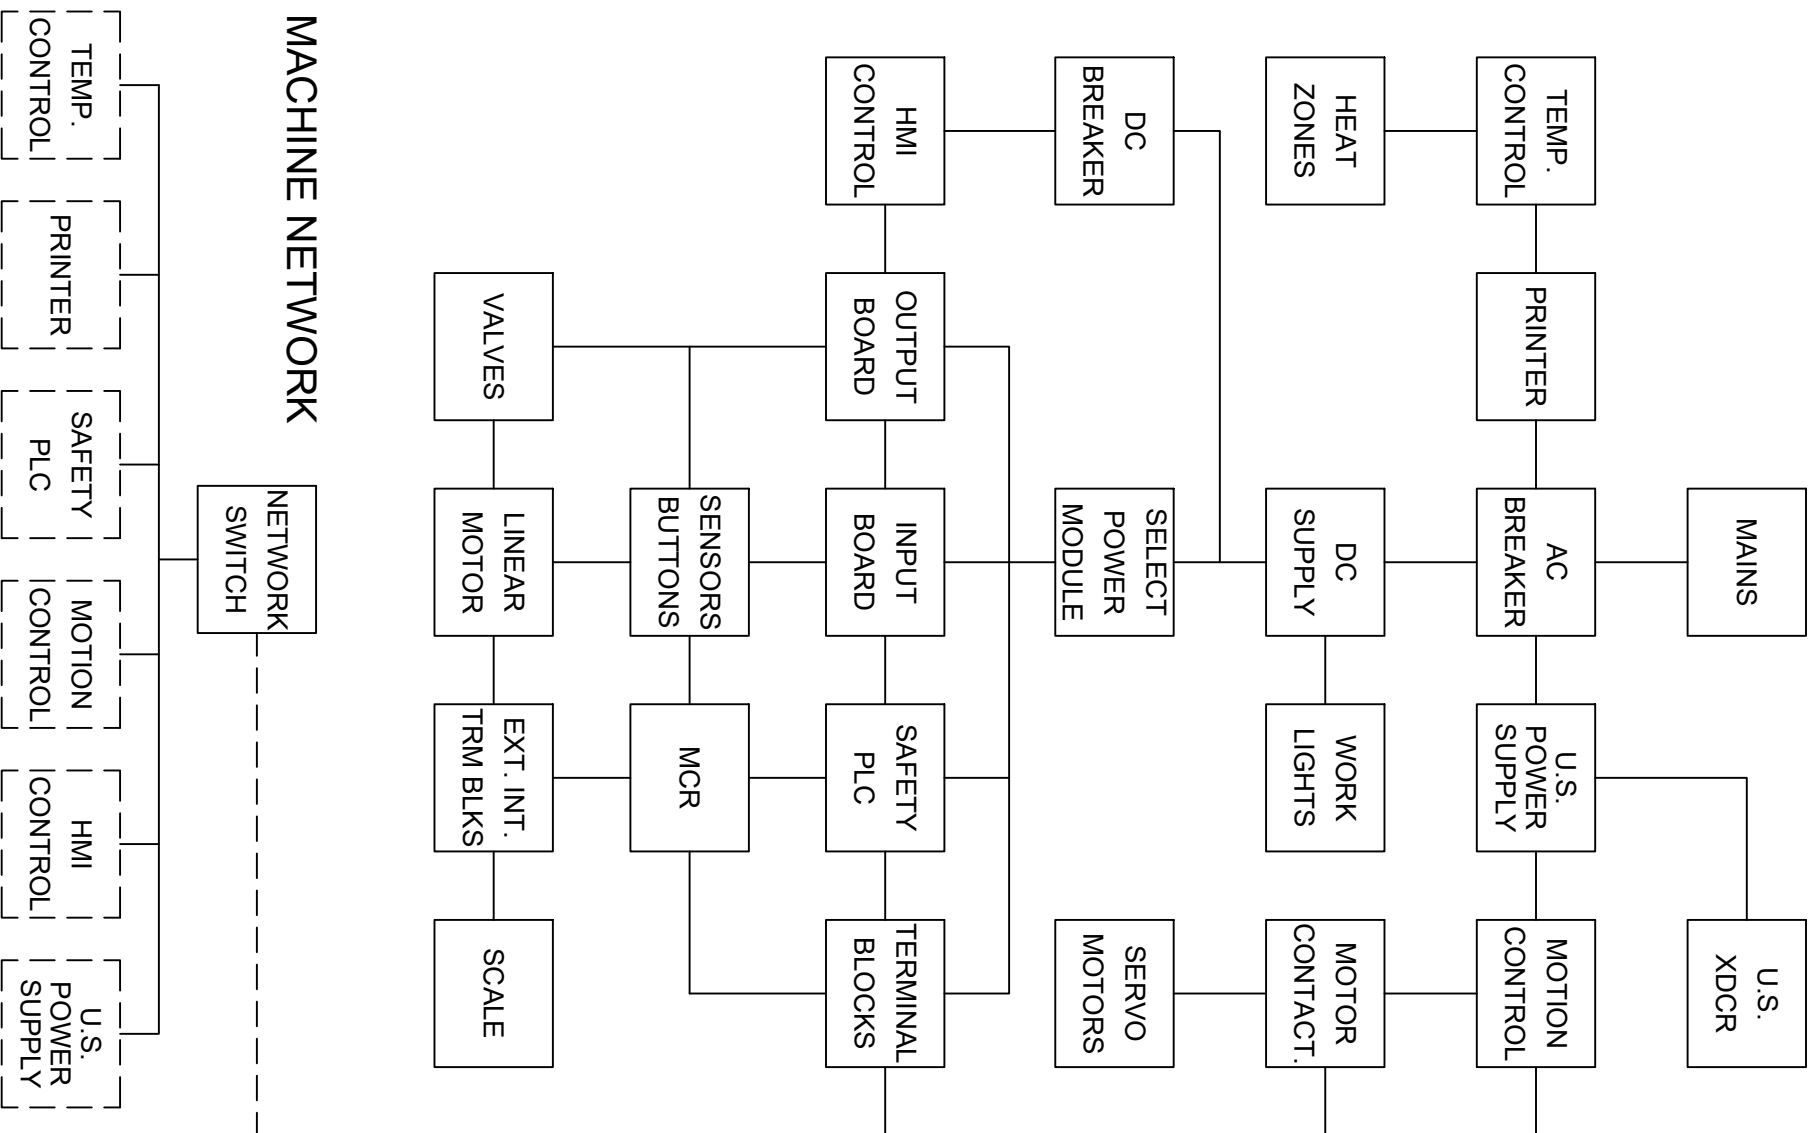 MAINS
U.S.
XDCR
TEMP.
CONTROL
PRINTER
AC
BREAKER
U.S.
POWER
SUPPLY
MOTION
CONTROL
HEAT
ZONES
DC
SUPPLY
WORK
LIGHTS
MOTOR
CONTACT.
DC
BREAKER
SELECT
POWER
MODULE
SERVO
MOTORS
HMI
CONTROL
OUTPUT
BOARD
INPUT
BOARD
SAFETY
PLC
TERMINAL
BLOCKS
SENSORS
BUTTONS
MCR
VALVES
LINEAR
MOTOR
EXT. INT.
TRM BLKS
SCALE
MACHINE NETWORK
NETWORK
SWITCH
TEMP.
CONTROL
PRINTER
SAFETY
PLC
MOTION
CONTROL
HMI
CONTROL
U.S.
POWER
SUPPLY